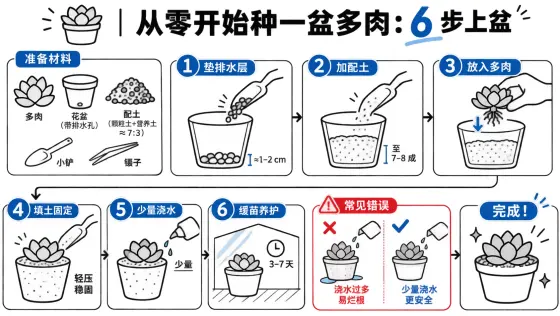 从零开始种一盆多肉：6步上盆
准备材料
多肉
花盆
（带排水孔）
配土
（颗粒土+营养土
≈7:3）
小铲
镊子
1 垫排水层
≈1–2 cm
2 加配土
至
7–8 成
3 放入多肉
4 填土固定
轻压
稳固
5 少量浇水
少量
6 缓苗养护
3–7天
常见错误
浇水过多
易烂根
少量浇水
更安全
完成！